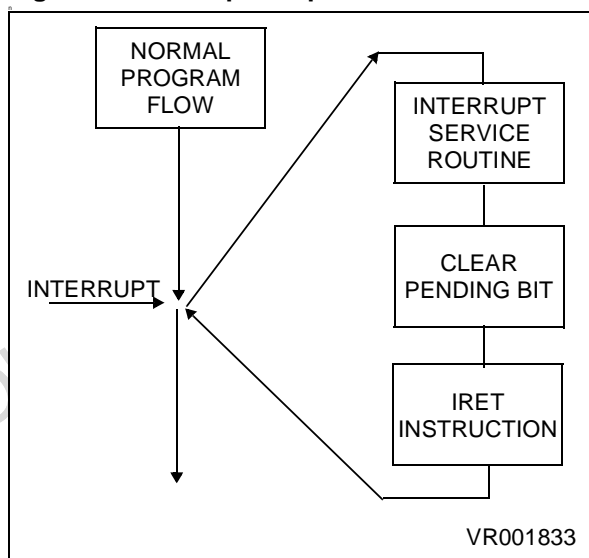 NORMAL
PROGRAM
FLOW
INTERRUPT
SERVICE
ROUTINE
INTERRUPT
CLEAR
PENDING BIT
IRET
INSTRUCTION
VR001833